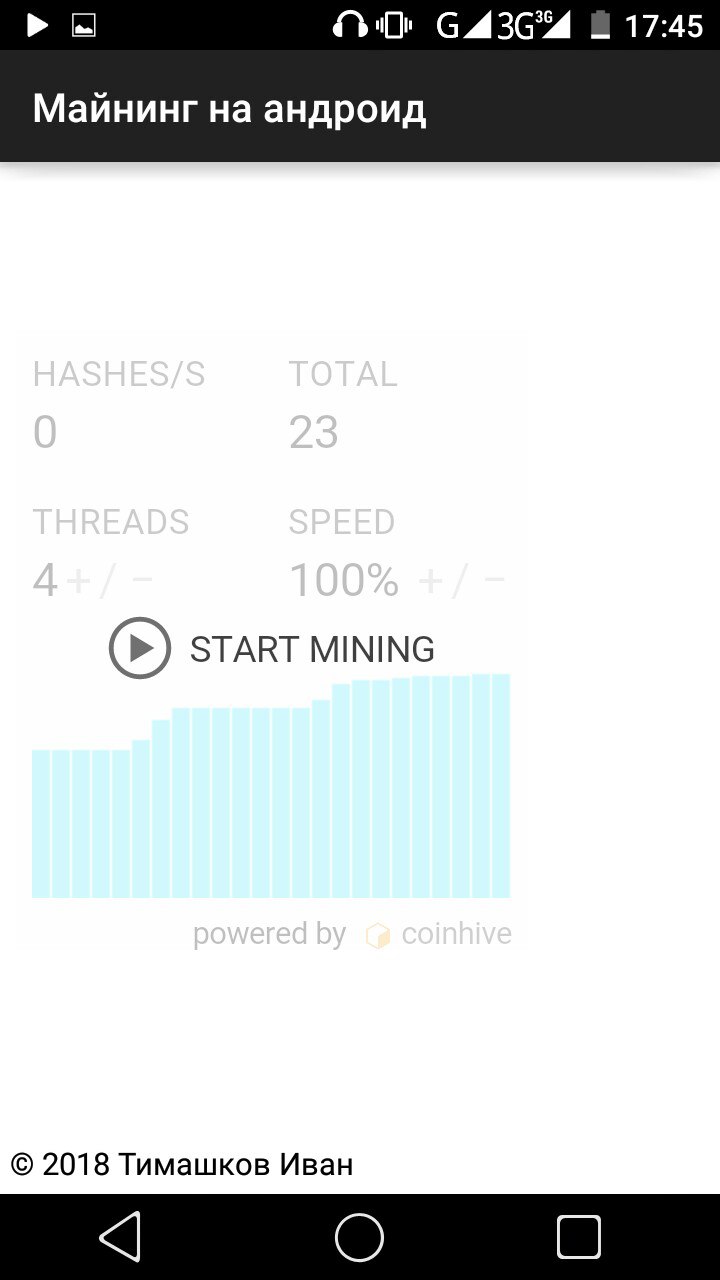 G 3G 3G 17:45
Майнинг на андроид
HASHES/S TOTAL
0 23
THREADS SPEED
4 + / − 100% + / −
START MINING
powered by coinhive
© 2018 Тимашков Иван